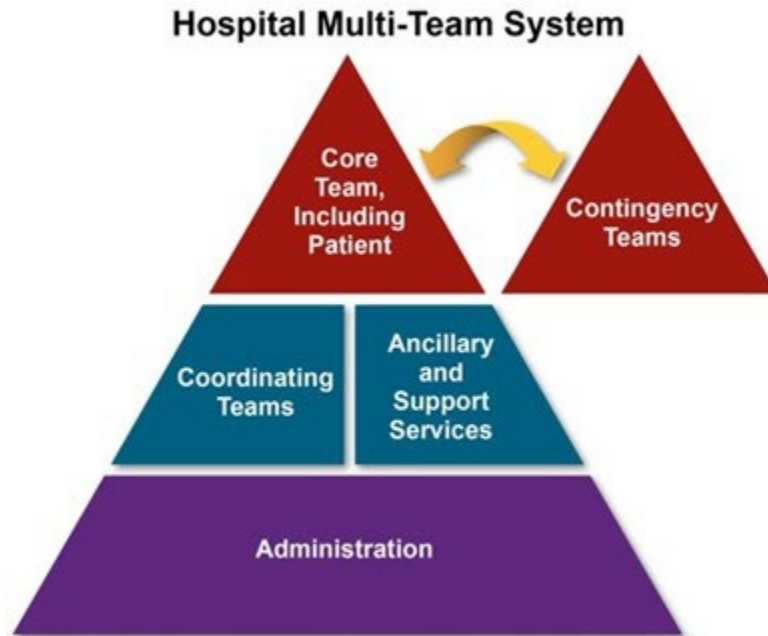 Hospital Multi-Team System
Core
Team,
Including
Patient
Contingency
Teams
Coordinating
Teams
Ancillary
and
Support
Services
Administration